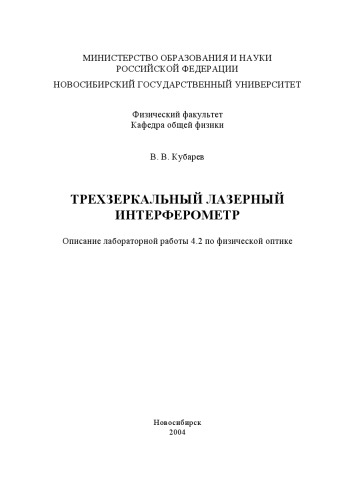 МИНИСТЕРСТВО ОБРАЗОВАНИЯ И НАУКИ
РОССИЙСКОЙ ФЕДЕРАЦИИ
НОВОСИБИРСКИЙ ГОСУДАРСТВЕННЫЙ УНИВЕРСИТЕТ
Физический факультет
Кафедра общей физики
В. В. Кубарев
ТРЕХЗЕРКАЛЬНЫЙ ЛАЗЕРНЫЙ
ИНТЕРФЕРОМЕТР
Описание лабораторной работы 4.2 по физической оптике
Новосибирск
2004